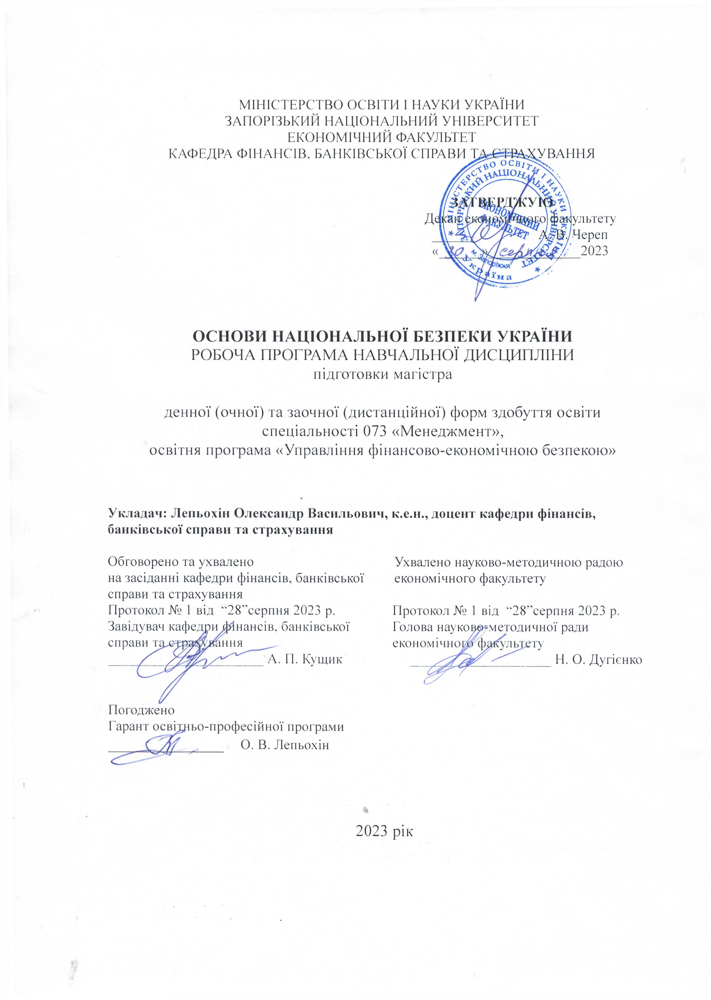 МІНІСТЕРСТВО ОСВІТИ І НАУКИ УКРАЇНИ
ЗАПОРІЗЬКИЙ НАЦІОНАЛЬНИЙ УНІВЕРСИТЕТ
ЕКОНОМІЧНИЙ ФАКУЛЬТЕТ
КАФЕДРА ФІНАНСІВ, БАНКІВСЬКОЇ СПРАВИ ТА СТРАХУВАННЯ
ЗАТВЕРДЖУЮ
Декан економічного факультету
А. В. Череп
«30» серпня 2023
* МІНІСТЕРСТВО ОСВІТИ І НАУКИ УКРАЇНИ *
Україна
ЗАПОРІЗЬКИЙ НАЦІОНАЛЬНИЙ УНІВЕРСИТЕТ
м. Запоріжжя
ЕКОНОМІЧНИЙ
ФАКУЛЬТЕТ
ОСНОВИ НАЦІОНАЛЬНОЇ БЕЗПЕКИ УКРАЇНИ
РОБОЧА ПРОГРАМА НАВЧАЛЬНОЇ ДИСЦИПЛІНИ
підготовки магістра
денної (очної) та заочної (дистанційної) форм здобуття освіти
спеціальності 073 «Менеджмент»,
освітня програма «Управління фінансово-економічною безпекою»
Укладач: Лепьохін Олександр Васильович, к.е.н., доцент кафедри фінансів,
банківської справи та страхування
Обговорено та ухвалено
на засіданні кафедри фінансів, банківської
справи та страхування
Протокол № 1 від “28”серпня 2023 р.
Завідувач кафедри фінансів, банківської
справи та страхування
А. П. Кущик
Ухвалено науково-методичною радою
економічного факультету
Протокол № 1 від “28”серпня 2023 р.
Голова науково-методичної ради
економічного факультету
Н. О. Дугієнко
Погоджено
Гарант освітньо-професійної програми
О. В. Лепьохін
2023 рік